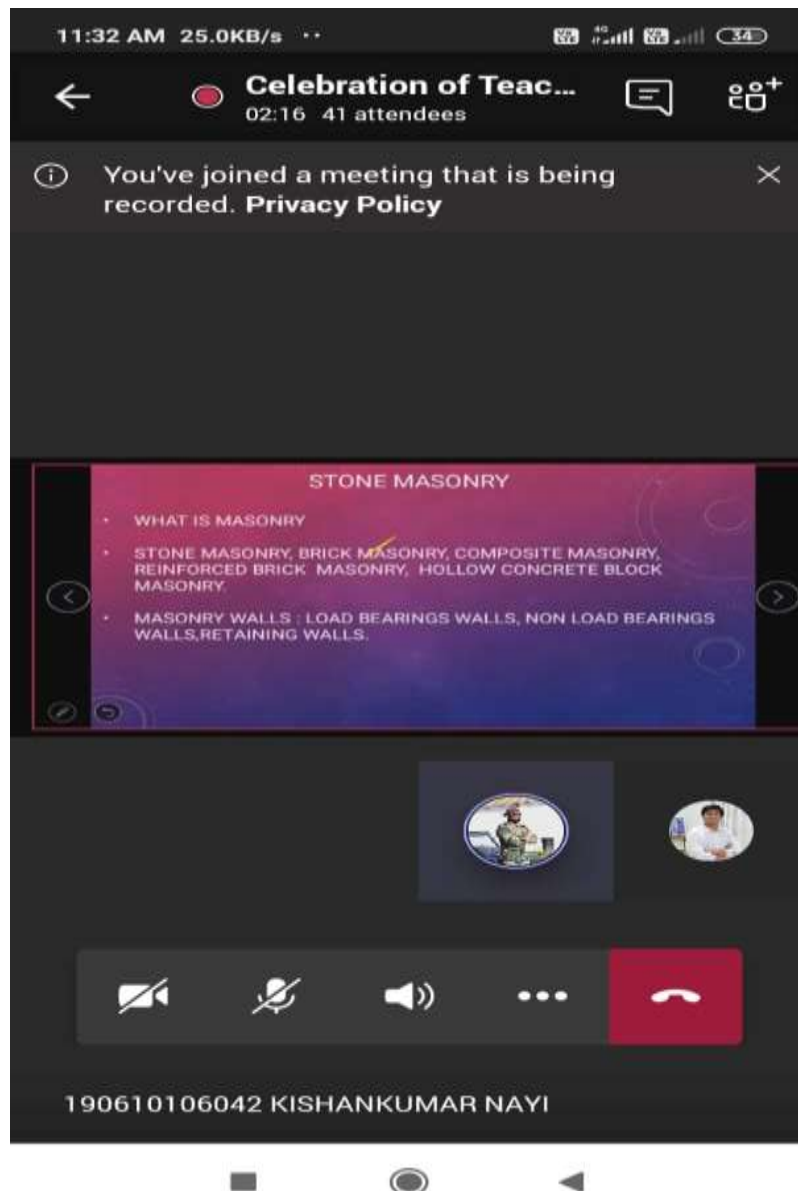 11:32 AM 25.0KB/s ··
34
Celebration of Teac...
02:16 41 attendees
You've joined a meeting that is being
recorded. Privacy Policy
STONE MASONRY
• WHAT IS MASONRY
• STONE MASONRY, BRICK MASONRY, COMPOSITE MASONRY,
REINFORCED BRICK MASONRY, HOLLOW CONCRETE BLOCK
MASONRY.
• MASONRY WALLS : LOAD BEARINGS WALLS, NON LOAD BEARINGS
WALLS,RETAINING WALLS.
190610106042 KISHANKUMAR NAYI